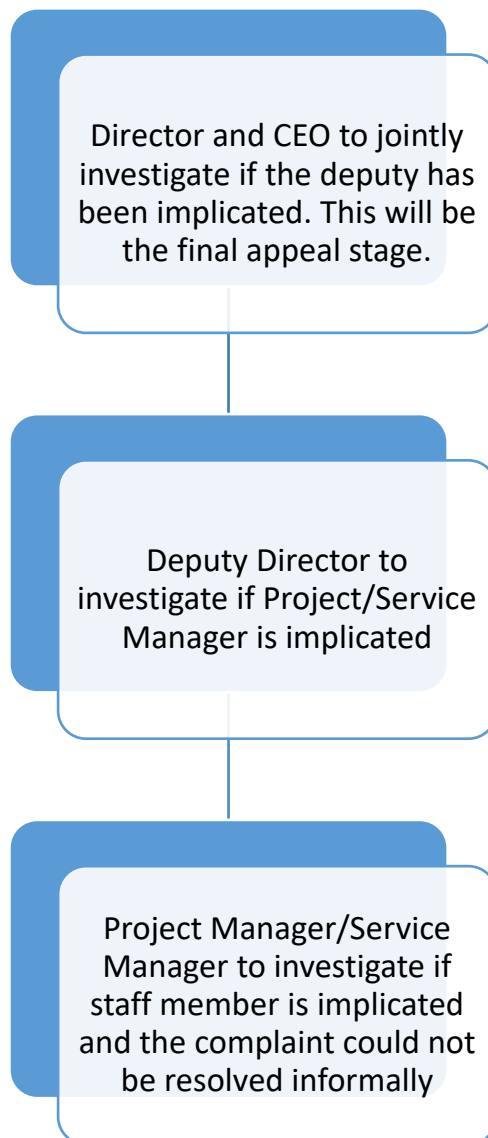 Director and CEO to jointly
investigate if the deputy has
been implicated. This will be
the final appeal stage.
Deputy Director to
investigate if Project/Service
Manager is implicated
Project Manager/Service
Manager to investigate if
staff member is implicated
and the complaint could not
be resolved informally